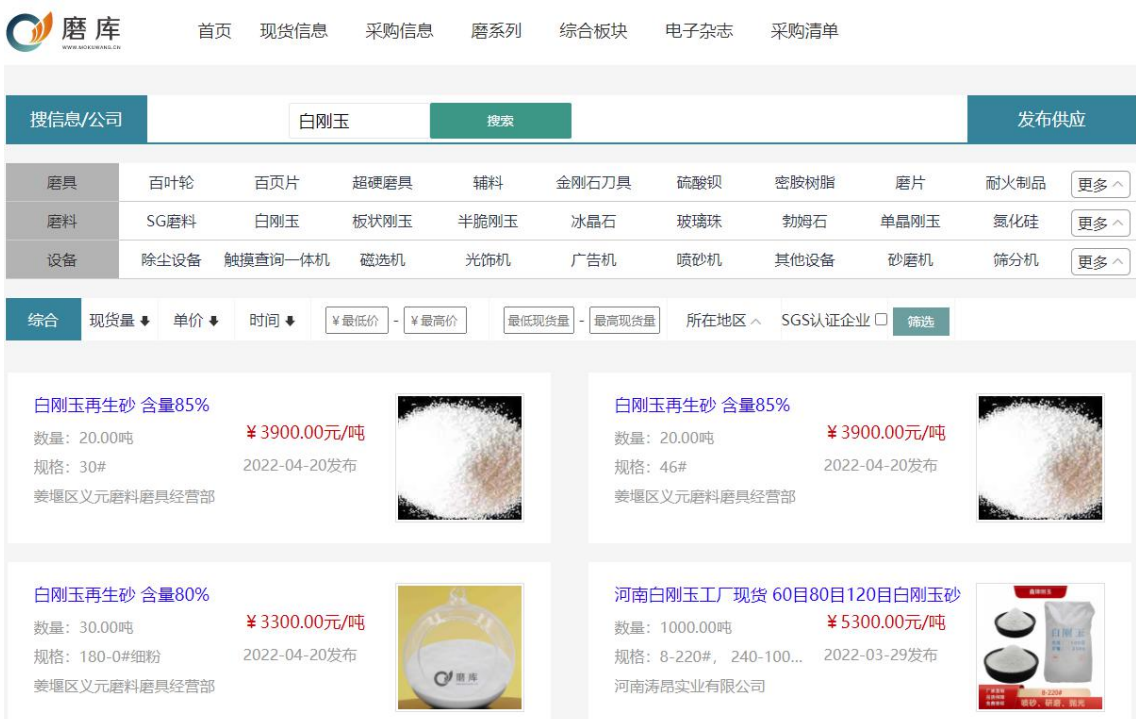 磨库
WWW.MOKUWANG.CN
首页 现货信息 采购信息 磨系列 综合板块 电子杂志 采购清单
搜信息/公司 白刚玉 搜索 发布供应
磨具 百叶轮 百页片 超硬磨具 辅料 金刚石刀具 硫酸钡 密胺树脂 磨片 耐火制品 更多
磨料 SG磨料 白刚玉 板状刚玉 半脆刚玉 冰晶石 玻璃珠 勃姆石 单晶刚玉 氮化硅 更多
设备 除尘设备 触摸查询一体机 磁选机 光饰机 广告机 喷砂机 其他设备 砂磨机 筛分机 更多
综合 现货量 单价 时间 ¥最低价 - ¥最高价 最低现货量 - 最高现货量 所在地区 SGS认证企业 筛选
白刚玉再生砂 含量85%
数量：20.00吨
¥3900.00元/吨
规格：30#
2022-04-20发布
姜堰区义元磨料磨具经营部
白刚玉再生砂 含量85%
数量：20.00吨
¥3900.00元/吨
规格：46#
2022-04-20发布
姜堰区义元磨料磨具经营部
白刚玉再生砂 含量80%
数量：30.00吨
¥3300.00元/吨
规格：180-0#细粉
2022-04-20发布
姜堰区义元磨料磨具经营部
磨库
河南白刚玉工厂现货 60目80目120目白刚玉砂
数量：1000.00吨
¥5300.00元/吨
规格：8-220#，240-100...
2022-03-29发布
河南涛昂实业有限公司
白刚玉
8-220#
喷砂、研磨、抛光